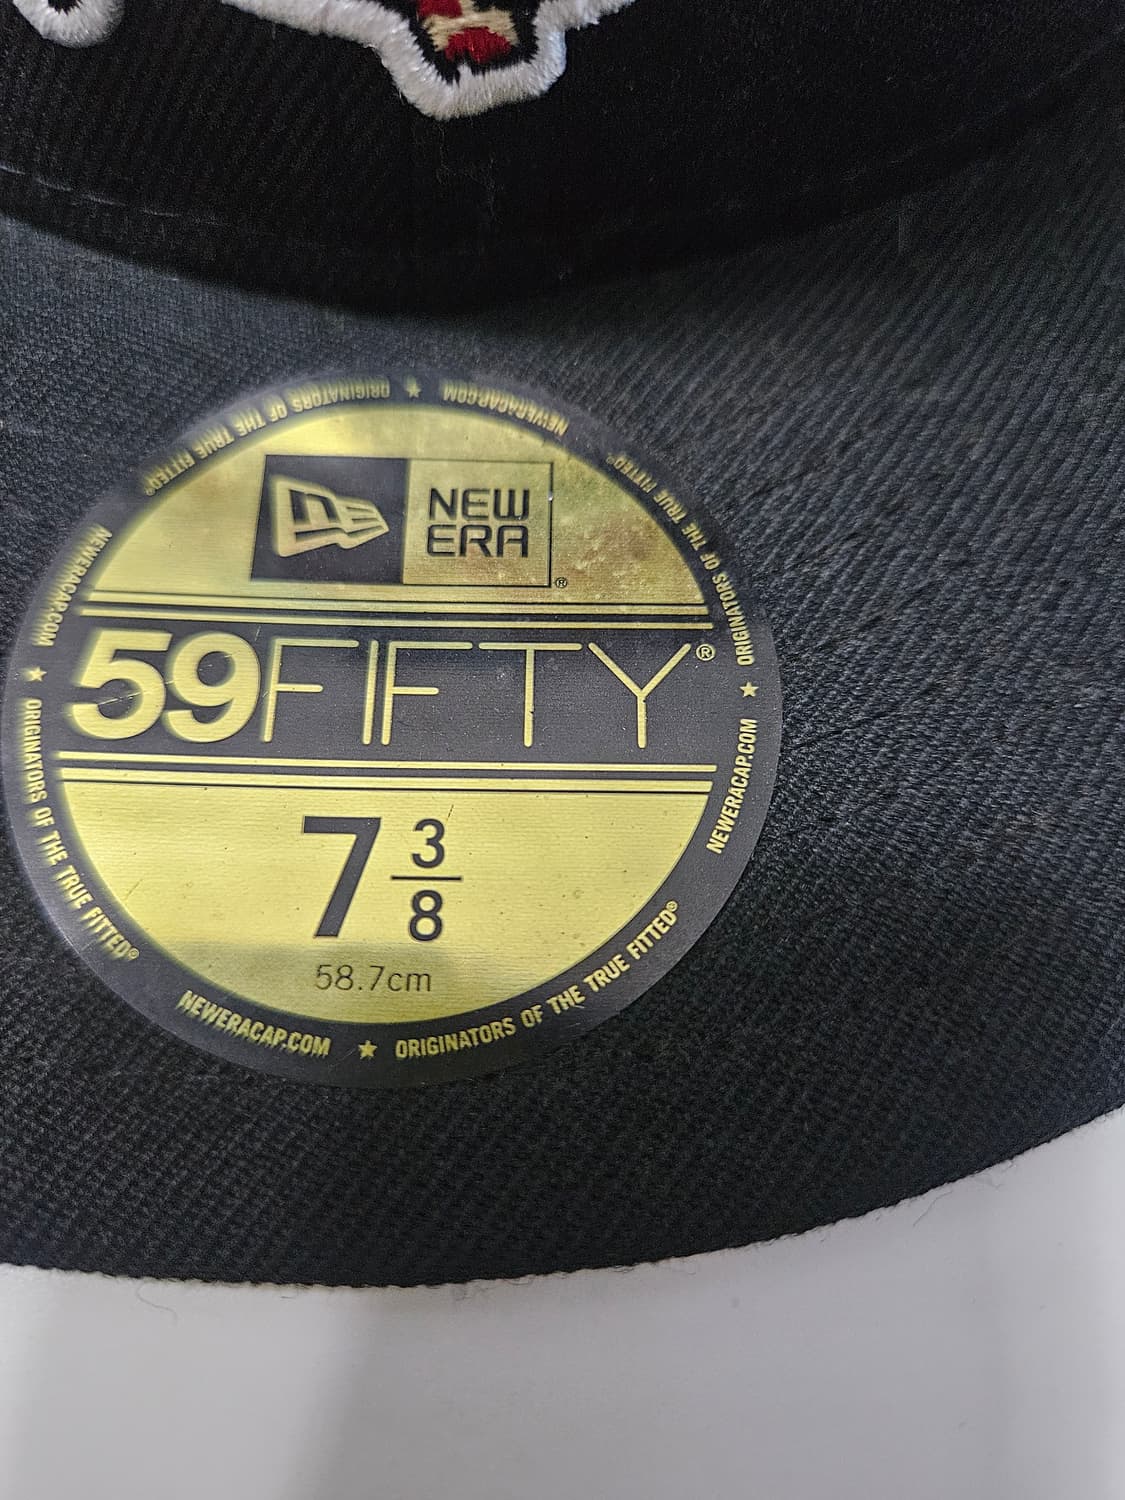 NEW
ERA®
59FIFTY®
7 3/8
58.7cm
NEWERACAP.COM ★ ORIGINATORS OF THE TRUE FITTED®
NEWERACAP.COM ★ ORIGINATORS OF THE TRUE FITTED®
NEWERACAP.COM ★ ORIGINATORS OF THE TRUE FITTED®
NEWERACAP.COM ★ ORIGINATORS OF THE TRUE FITTED®